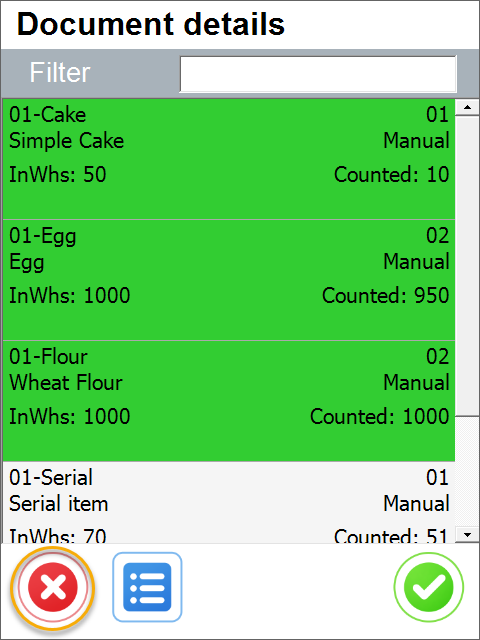 Document details
Filter
01-Cake 01
Simple Cake Manual
InWhs: 50 Counted: 10
01-Egg 02
Egg Manual
InWhs: 1000 Counted: 950
01-Flour 02
Wheat Flour Manual
InWhs: 1000 Counted: 1000
01-Serial 01
Serial item Manual
InWhs: 70 Counted: 51